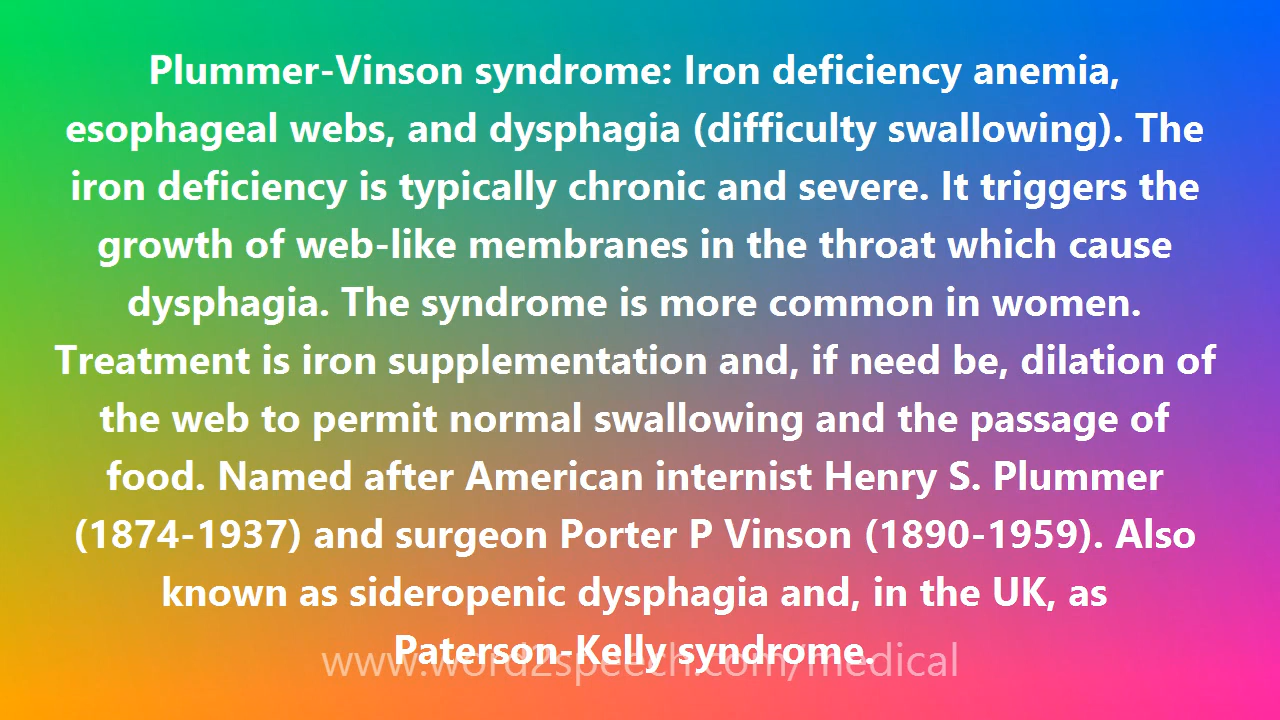 Plummer-Vinson syndrome: Iron deficiency anemia,
esophageal webs, and dysphagia (difficulty swallowing). The
iron deficiency is typically chronic and severe. It triggers the
growth of web-like membranes in the throat which cause
dysphagia. The syndrome is more common in women.
Treatment is iron supplementation and, if need be, dilation of
the web to permit normal swallowing and the passage of
food. Named after American internist Henry S. Plummer
(1874-1937) and surgeon Porter P Vinson (1890-1959). Also
known as sideropenic dysphagia and, in the UK, as
Paterson-Kelly syndrome.
www.word2speech.com/medical